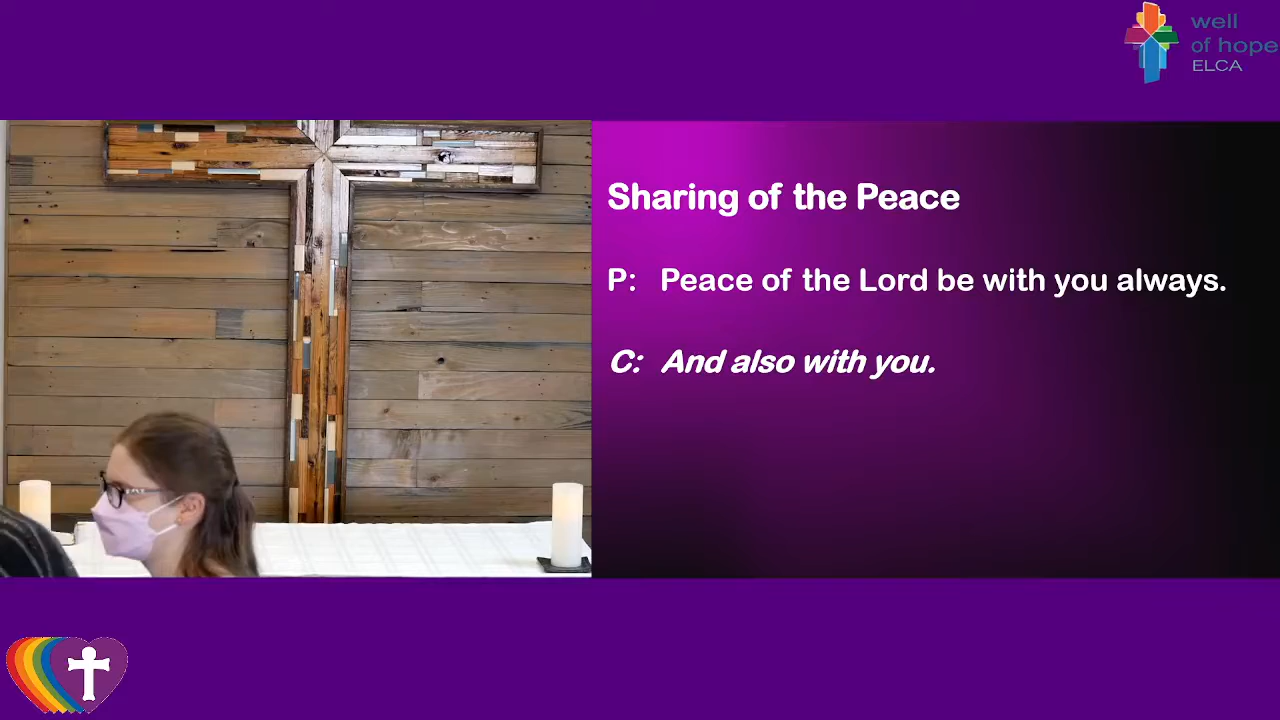 well
of hope
ELCA
Sharing of the Peace
P: Peace of the Lord be with you always.
C: And also with you.